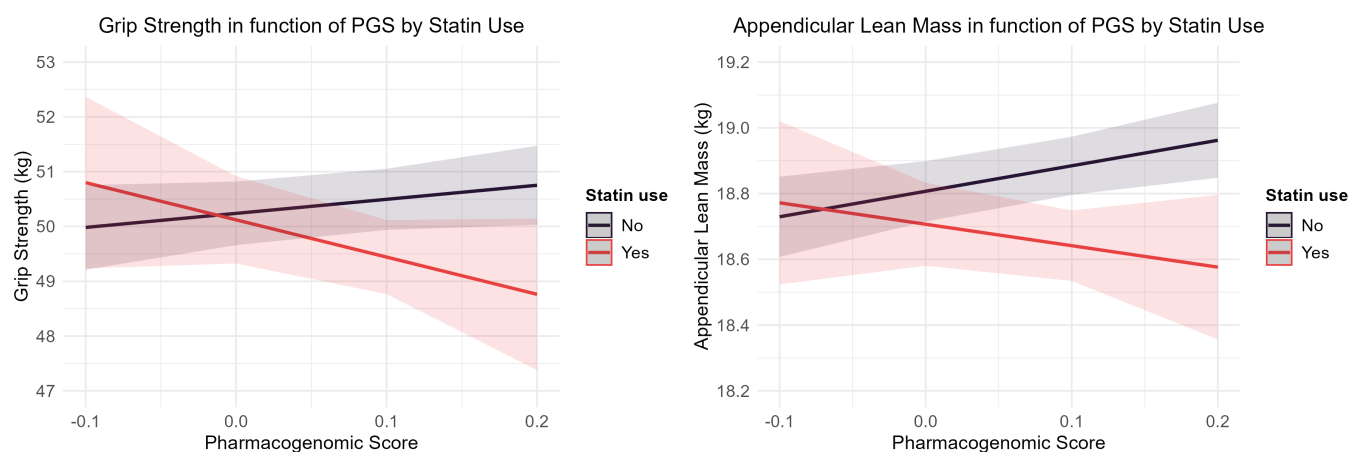 Grip Strength in function of PGS by Statin Use
Grip Strength (kg)
53
52
51
50
49
48
47
-0.1 0.0 0.1 0.2
Pharmacogenomic Score
Statin use
No
Yes
Appendicular Lean Mass in function of PGS by Statin Use
Appendicular Lean Mass (kg)
19.2
19.0
18.8
18.6
18.4
18.2
-0.1 0.0 0.1 0.2
Pharmacogenomic Score
Statin use
No
Yes